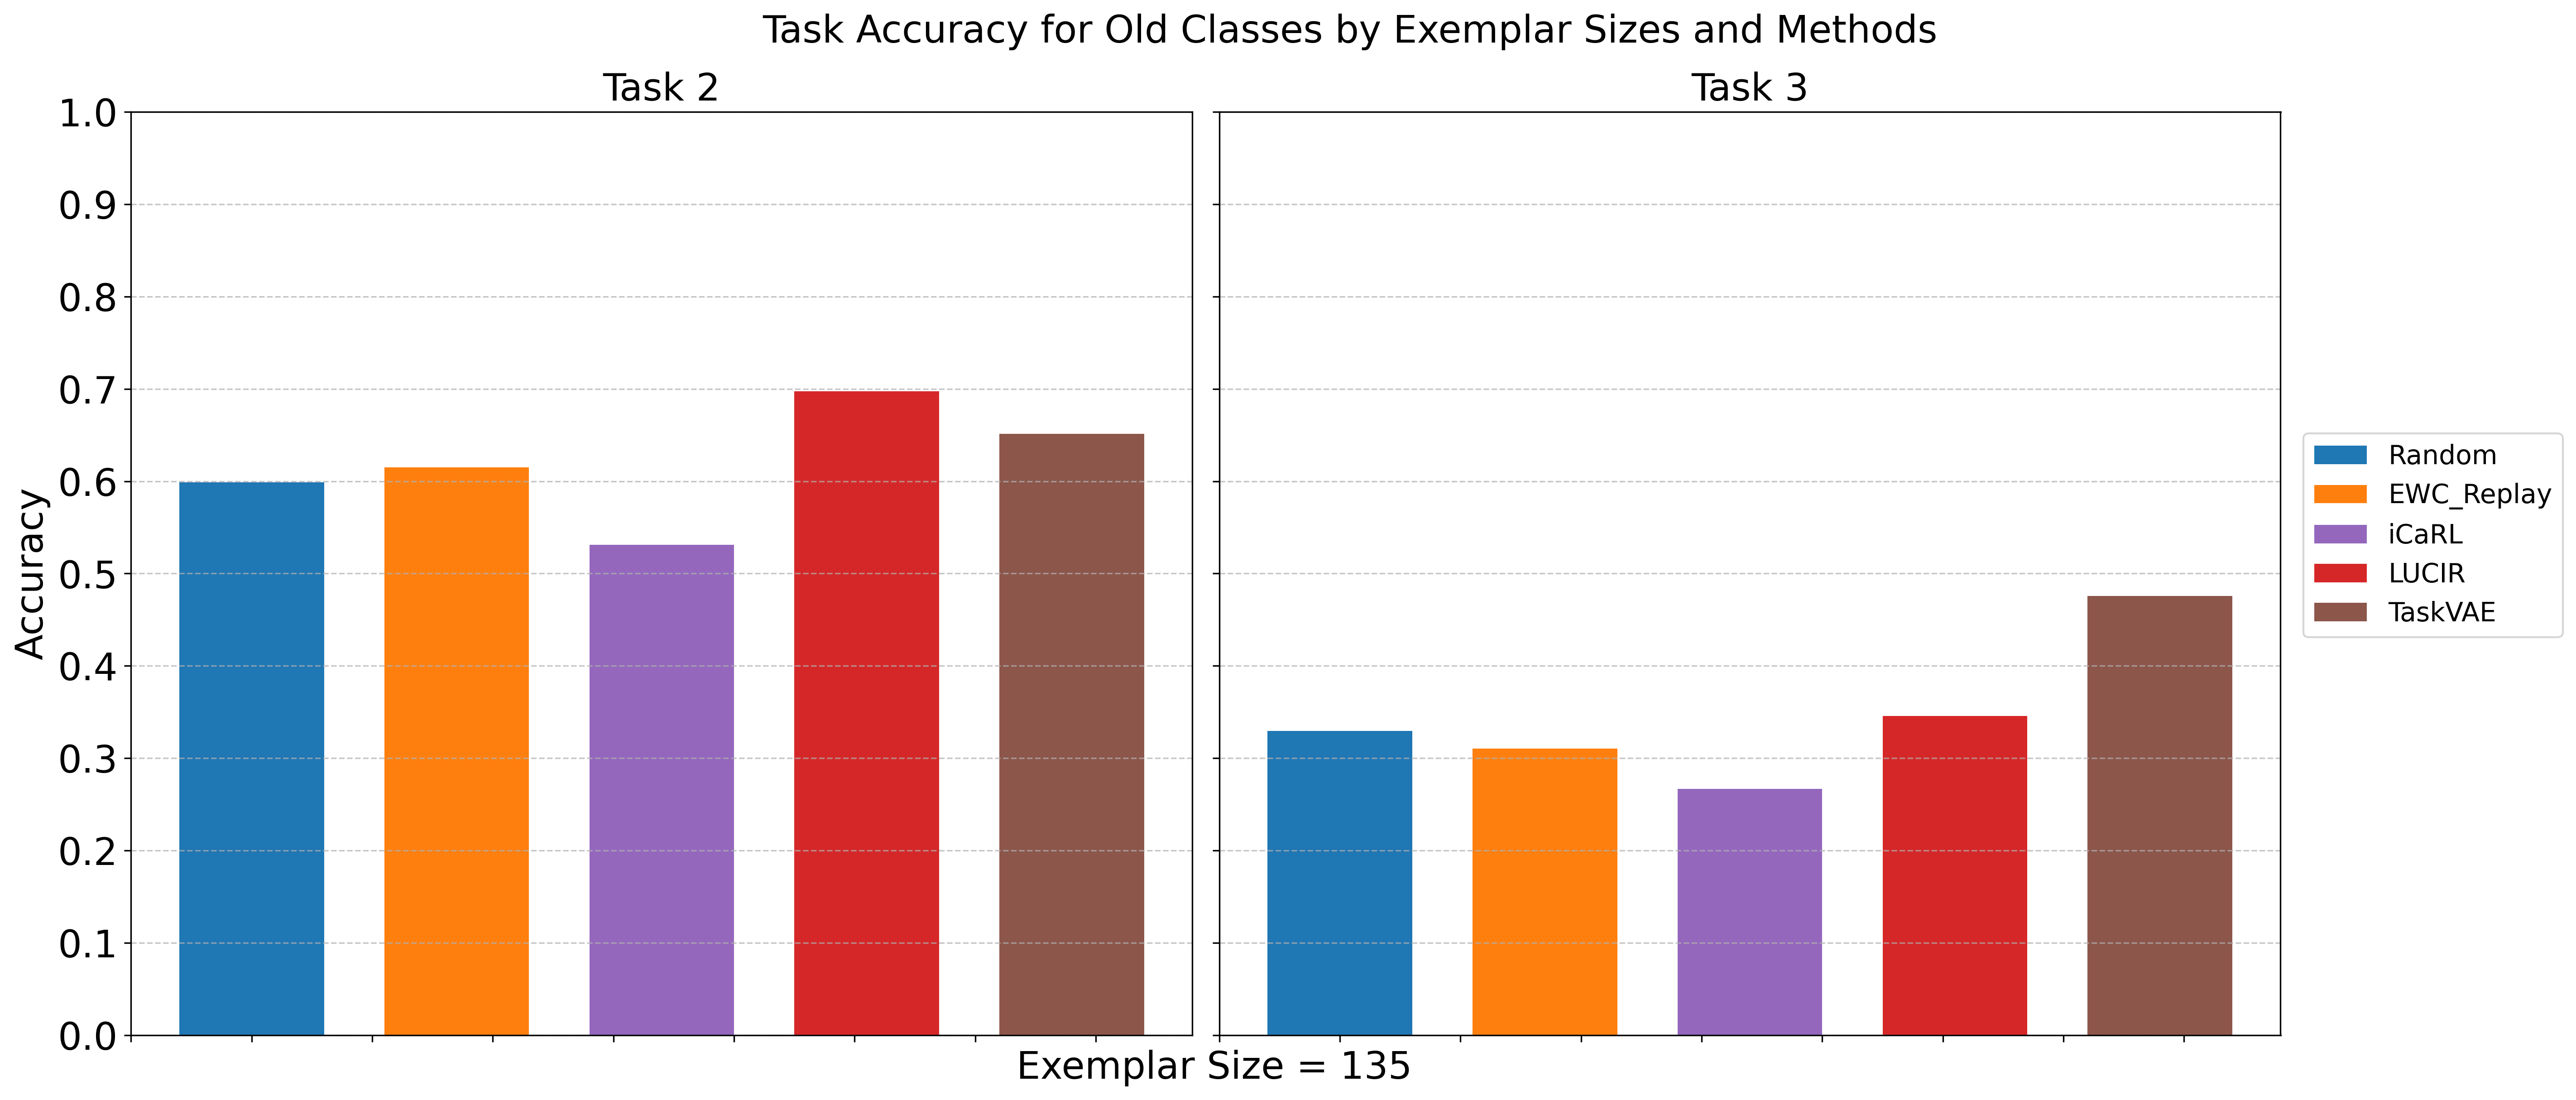 Task Accuracy for Old Classes by Exemplar Sizes and Methods
Task 2
Task 3
1.0
0.9
0.8
0.7
0.6
0.5
0.4
0.3
0.2
0.1
0.0
Accuracy
Exemplar Size = 135
Random
EWC_Replay
iCaRL
LUCIR
TaskVAE